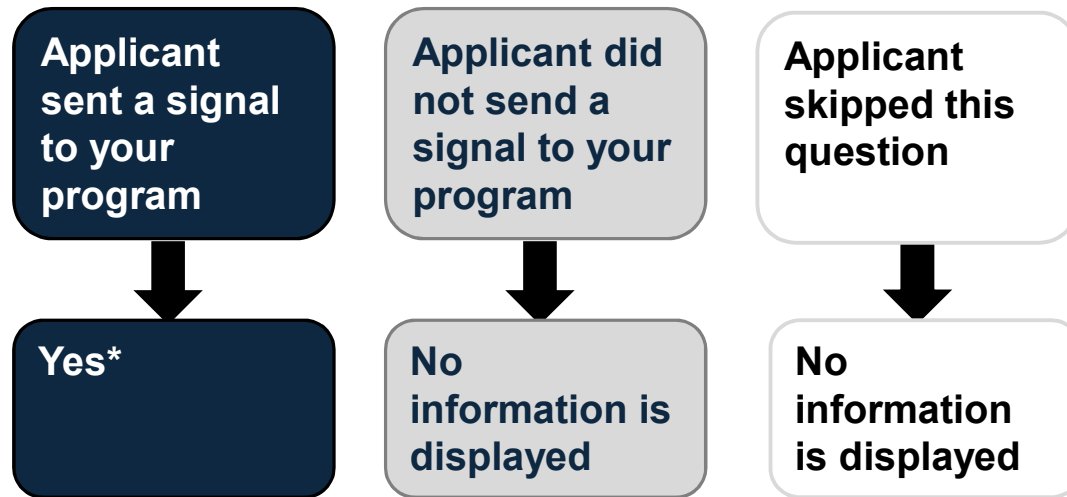 Applicant
sent a signal
to your
program
Applicant did
not send a
signal to your
program
Applicant
skipped this
question
Yes*
No
information is
displayed
No
information
is displayed